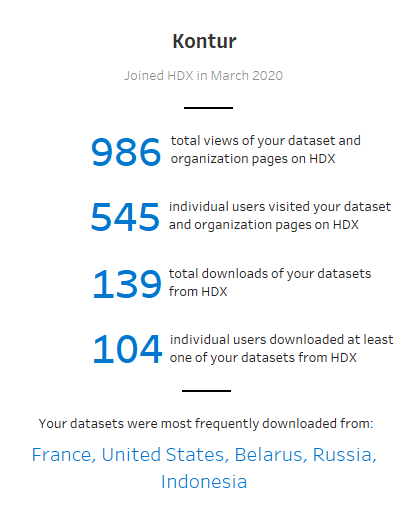 Kontur
Joined HDX in March 2020
986 total views of your dataset and
organization pages on HDX
545 individual users visited your dataset
and organization pages on HDX
139 total downloads of your datasets
from HDX
104 individual users downloaded at least
one of your datasets from HDX
Your datasets were most frequently downloaded from:
France, United States, Belarus, Russia,
Indonesia